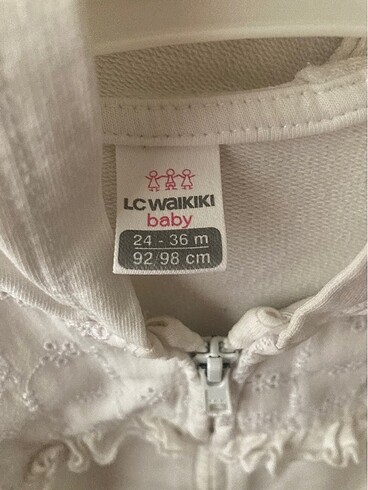 LC WAIKIKI
baby
24 - 36 m
92/98 cm